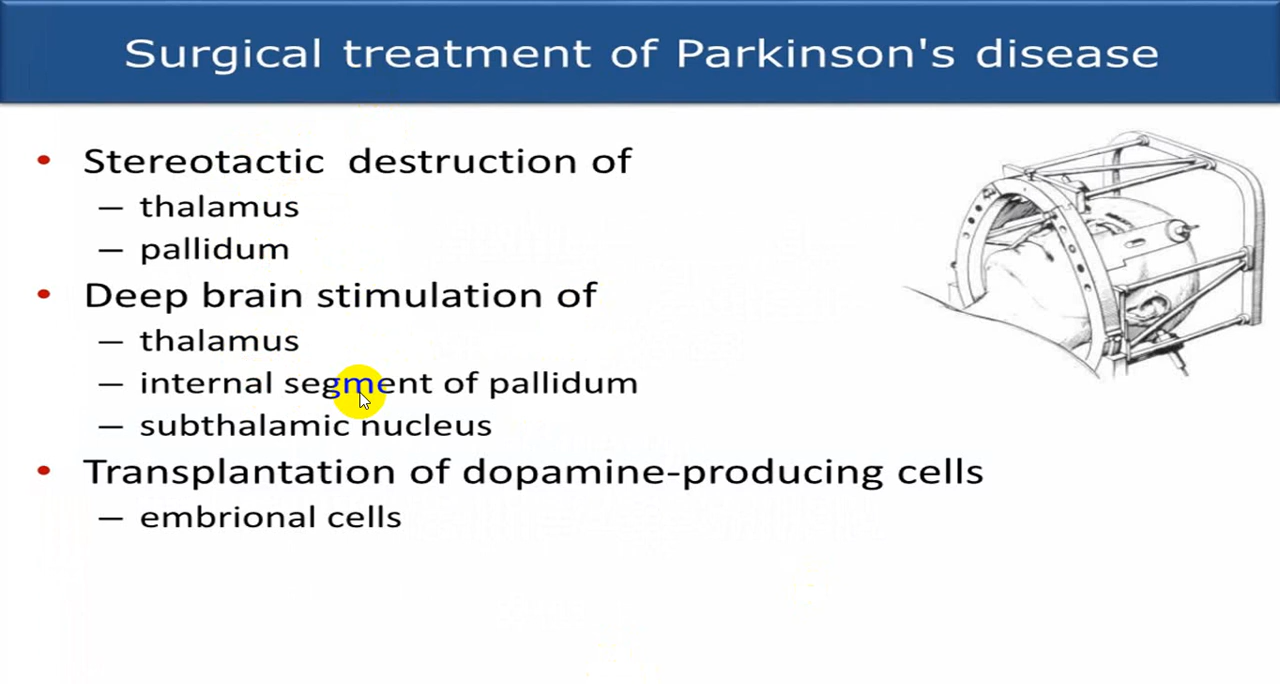 Surgical treatment of Parkinson's disease
• Stereotactic destruction of
– thalamus
– pallidum
• Deep brain stimulation of
– thalamus
– internal segment of pallidum
– subthalamic nucleus
• Transplantation of dopamine-producing cells
– embrional cells